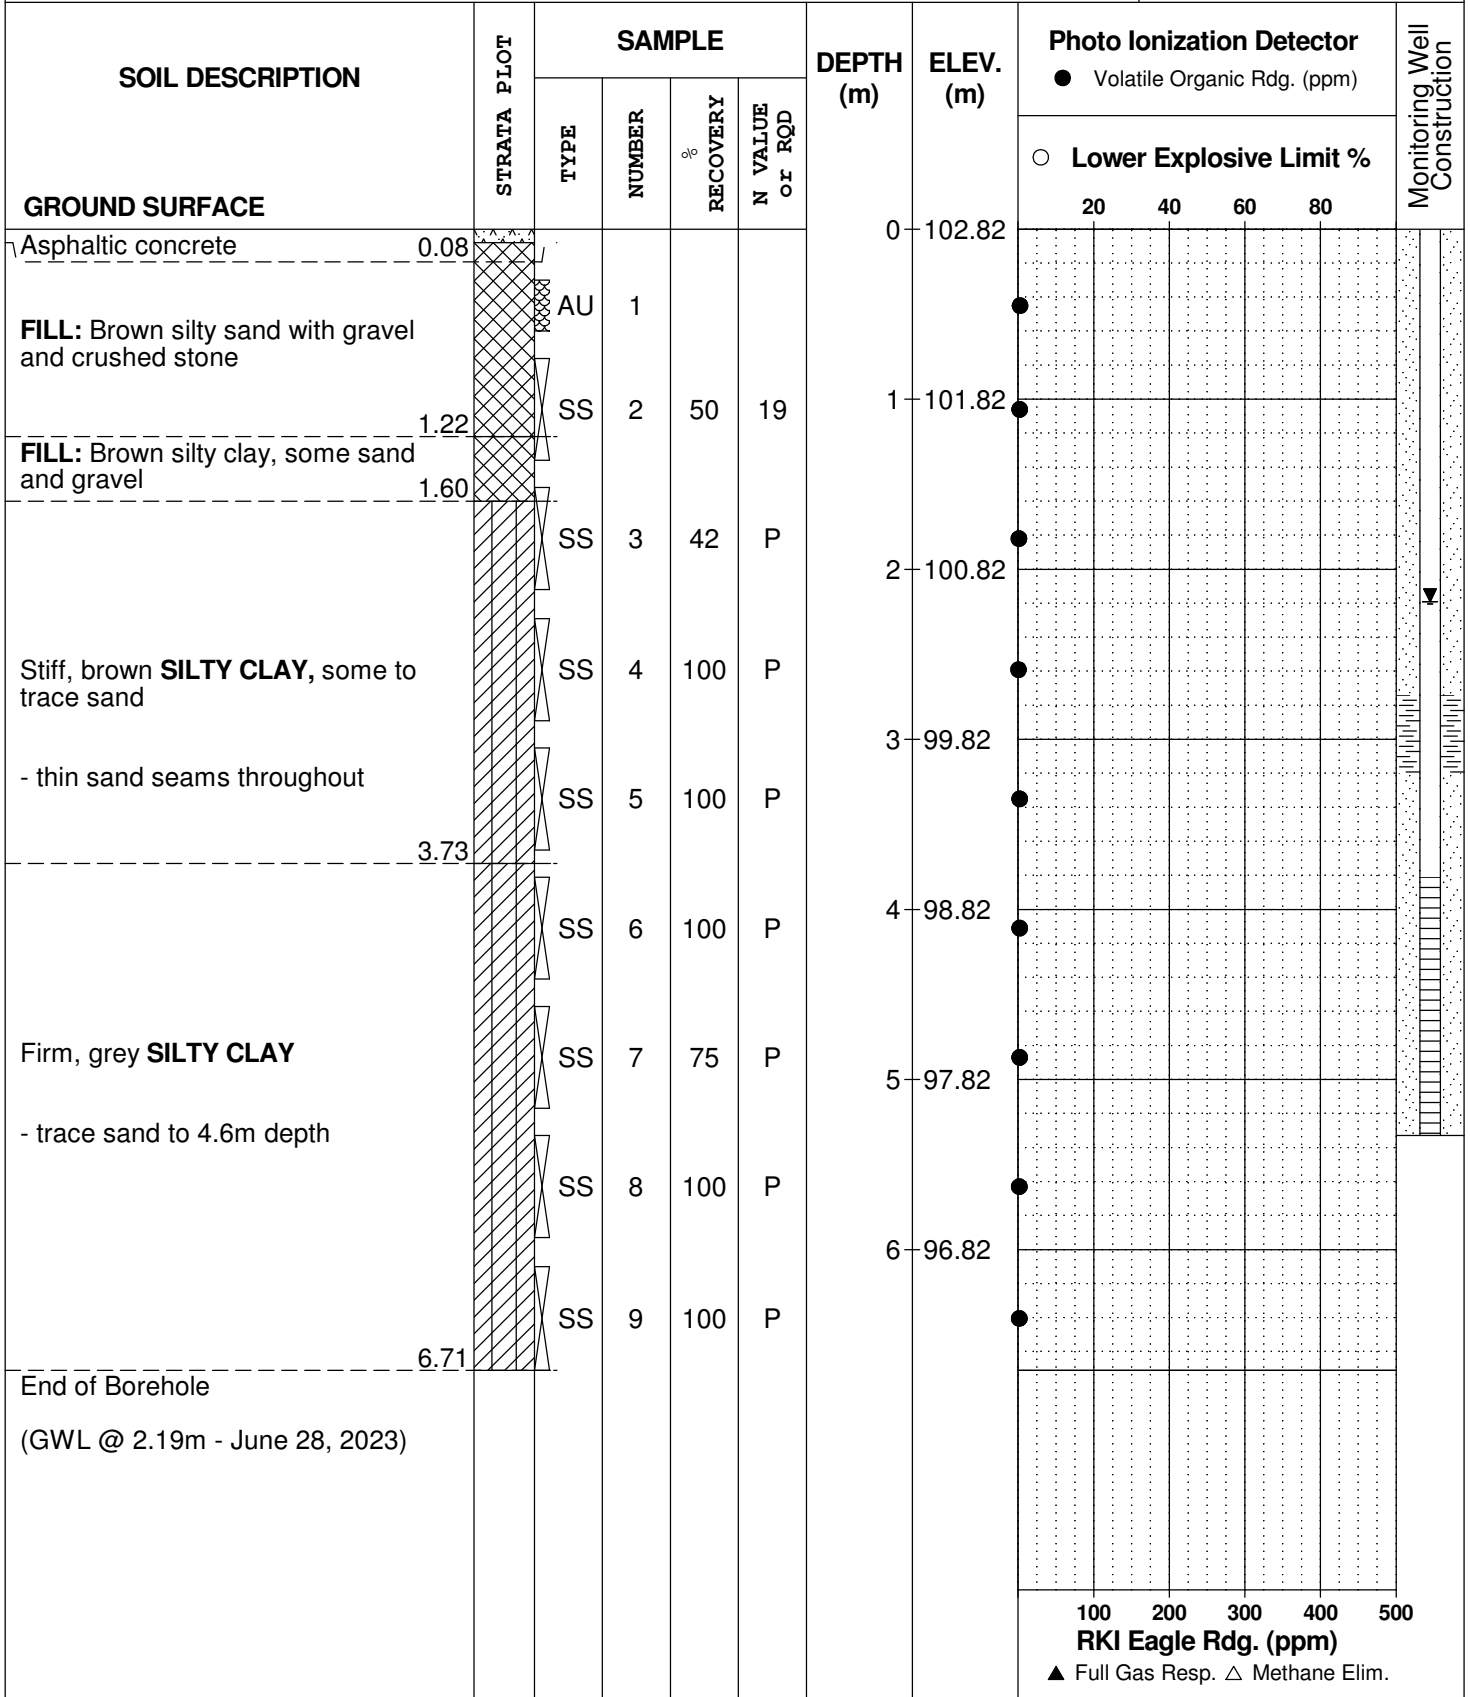 SOIL DESCRIPTION
GROUND SURFACE
STRATA PLOT
SAMPLE
TYPE
NUMBER
%
RECOVERY
N VALUE
or RQD
DEPTH
(m)
ELEV.
(m)
Photo Ionization Detector
● Volatile Organic Rdg. (ppm)
○ Lower Explosive Limit %
20 40 60 80
Monitoring Well
Construction
0 102.82
Asphaltic concrete 0.08
AU 1
FILL: Brown silty sand with gravel
and crushed stone
1 101.82
SS 2 50 19
1.22
FILL: Brown silty clay, some sand
and gravel
1.60
SS 3 42 P
2 100.82
Stiff, brown SILTY CLAY, some to
trace sand
SS 4 100 P
3 99.82
- thin sand seams throughout
SS 5 100 P
3.73
4 98.82
SS 6 100 P
Firm, grey SILTY CLAY
SS 7 75 P
5 97.82
- trace sand to 4.6m depth
SS 8 100 P
6 96.82
SS 9 100 P
6.71
End of Borehole
(GWL @ 2.19m - June 28, 2023)
100 200 300 400 500
RKI Eagle Rdg. (ppm)
▲ Full Gas Resp. △ Methane Elim.